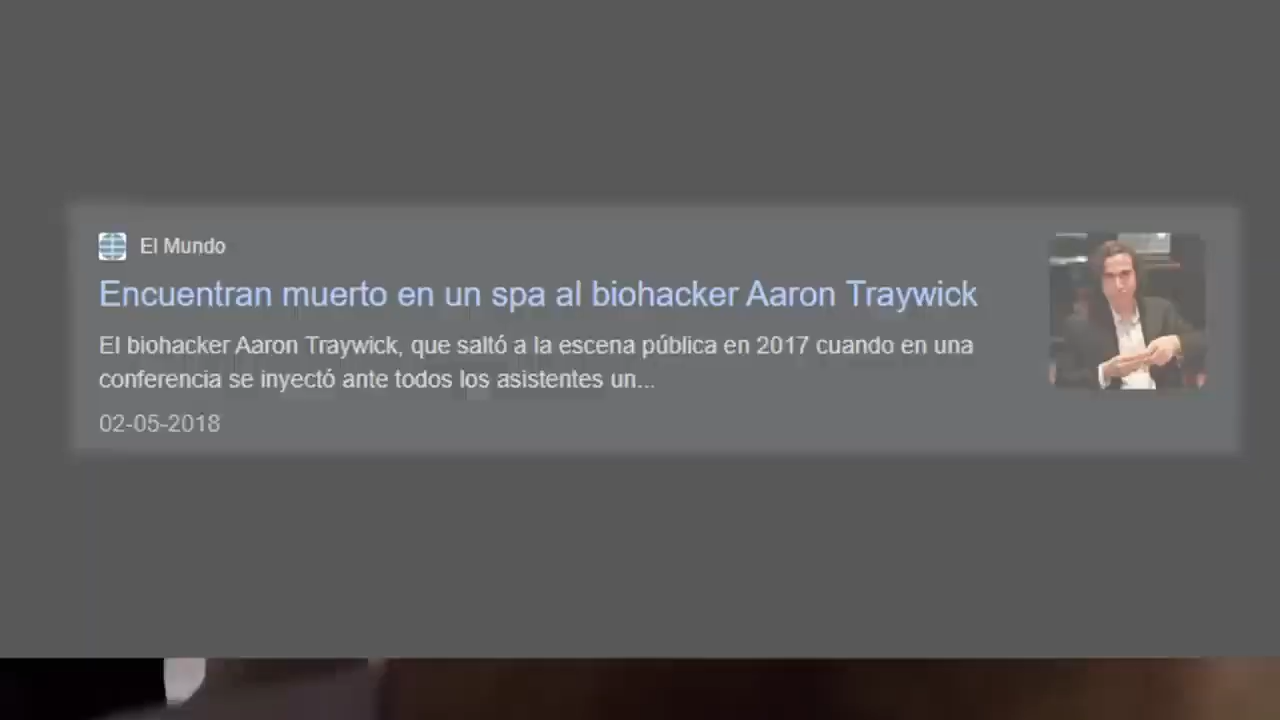 El Mundo
Encuentran muerto en un spa al biohacker Aaron Traywick
El biohacker Aaron Traywick, que saltó a la escena pública en 2017 cuando en una
conferencia se inyectó ante todos los asistentes un...
02-05-2018